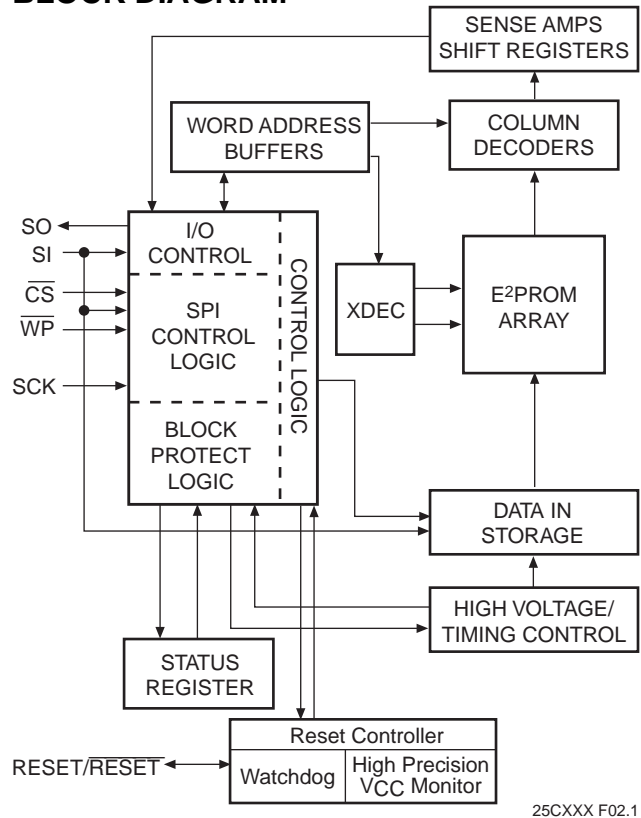 BLOCK DIAGRAM
SENSE AMPS
SHIFT REGISTERS
WORD ADDRESS
BUFFERS
COLUMN
DECODERS
SO
SI
CS
WP
SCK
I/O
CONTROL
SPI
CONTROL
LOGIC
BLOCK
PROTECT
LOGIC
CONTROL LOGIC
XDEC
E²PROM
ARRAY
DATA IN
STORAGE
HIGH VOLTAGE/
TIMING CONTROL
STATUS
REGISTER
RESET/RESET
Reset Controller
Watchdog
High Precision
VCC Monitor
25CXXX F02.1